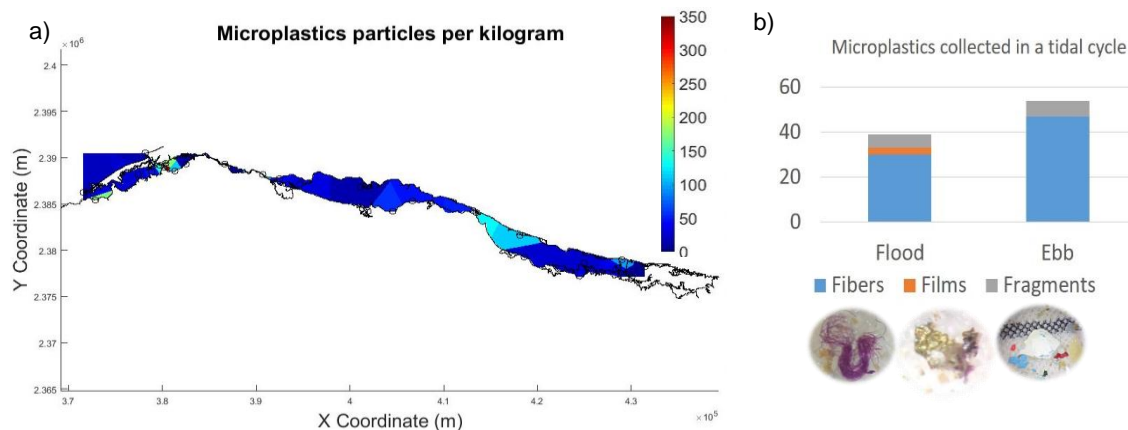 a)
Microplastics particles per kilogram
×10⁶
2.4
2.395
2.39
2.385
2.38
2.375
2.37
2.365
Y Coordinate (m)
3.7 3.8 3.9 4 4.1 4.2 4.3
×10⁵
X Coordinate (m)
350
300
250
200
150
100
50
0
b)
Microplastics collected in a tidal cycle
60
40
20
0
Flood Ebb
Fibers Films Fragments